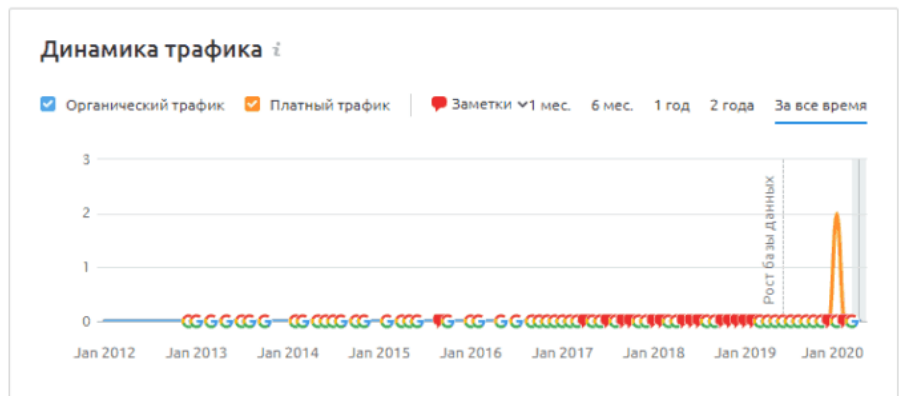 Динамика трафика i
Органический трафик Платный трафик Заметки 1 мес. 6 мес. 1 год 2 года За все время
3
2
1
0
Рост базы данных
Jan 2012 Jan 2013 Jan 2014 Jan 2015 Jan 2016 Jan 2017 Jan 2018 Jan 2019 Jan 2020